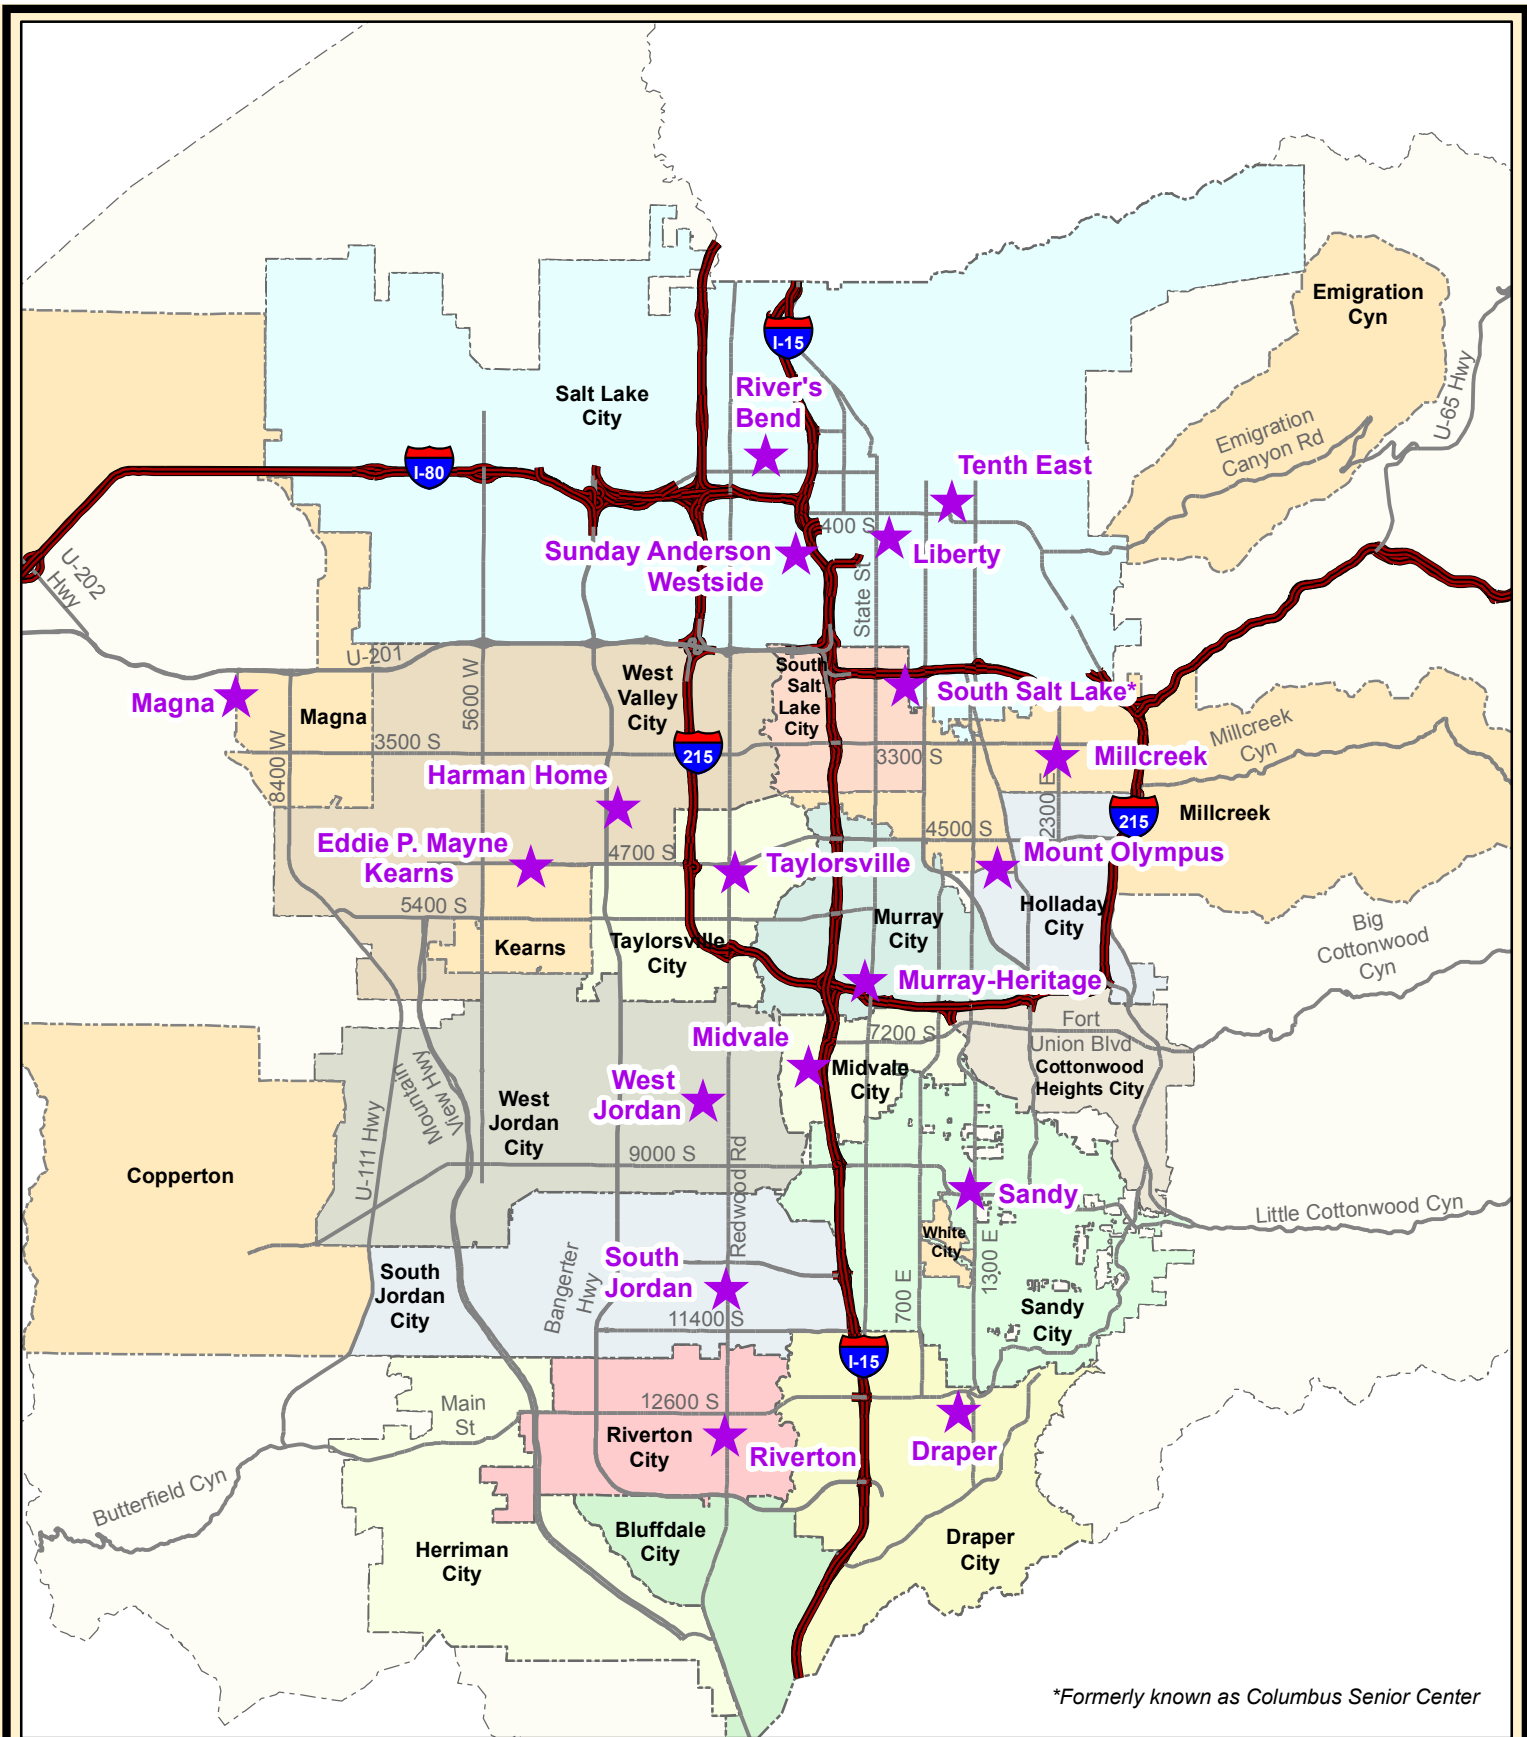 Emigration
Cyn
I-15
U-65 Hwy
Salt Lake
City
River's
Bend
Emigration
Canyon Rd
I-80
Tenth East
400 S
Sunday Anderson
Westside
Liberty
U-202
Hwy
State St
U-201
West
Valley
City
South
Salt
Lake
City
5600 W
South Salt Lake*
Magna
Magna
3500 S
8400 W
215
3300 S
Millcreek
Millcreek
Cyn
Harman Home
2300 E
215
Millcreek
4500 S
Eddie P. Mayne
Kearns
4700 S
Taylorsville
Mount Olympus
5400 S
Murray
City
Holladay
City
Big
Cottonwood
Cyn
Kearns
Taylorsville
City
Murray-Heritage
Midvale
7200 S
Fort
Union Blvd
Midvale
City
Cottonwood
Heights City
Mountain
View Hwy
West
Jordan
West
Jordan
City
U-111 Hwy
9000 S
Redwood Rd
Copperton
Sandy
Little Cottonwood Cyn
White
City
South
Jordan
City
Bangerter
Hwy
South
Jordan
700 E
1300 E
Sandy
City
11400 S
I-15
Main
St
12600 S
Riverton
City
Riverton
Draper
Butterfield Cyn
Bluffdale
City
Herriman
City
Draper
City
*Formerly known as Columbus Senior Center